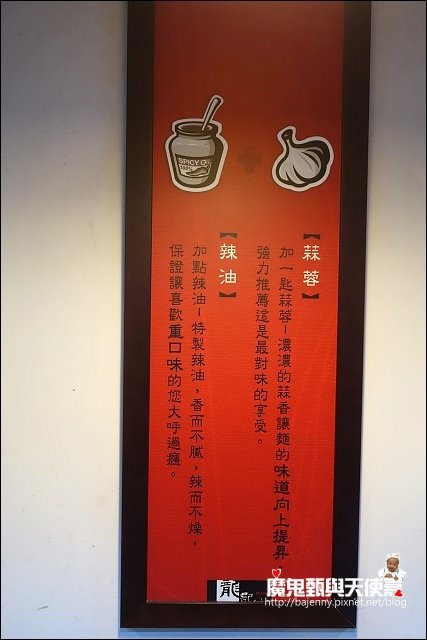 SPICY OIL
【蒜蓉】
加一匙蒜蓉－濃濃的蒜香讓麵的味道向上提昇，
強力推薦這是最對味的享受。
【辣油】
加點辣油－特製辣油，香而不膩，辣而不燥，
保證讓喜歡重口味的您大呼過癮。
龍
魔鬼甄與天使嘉
http://bajenny.pixnet.net/blog